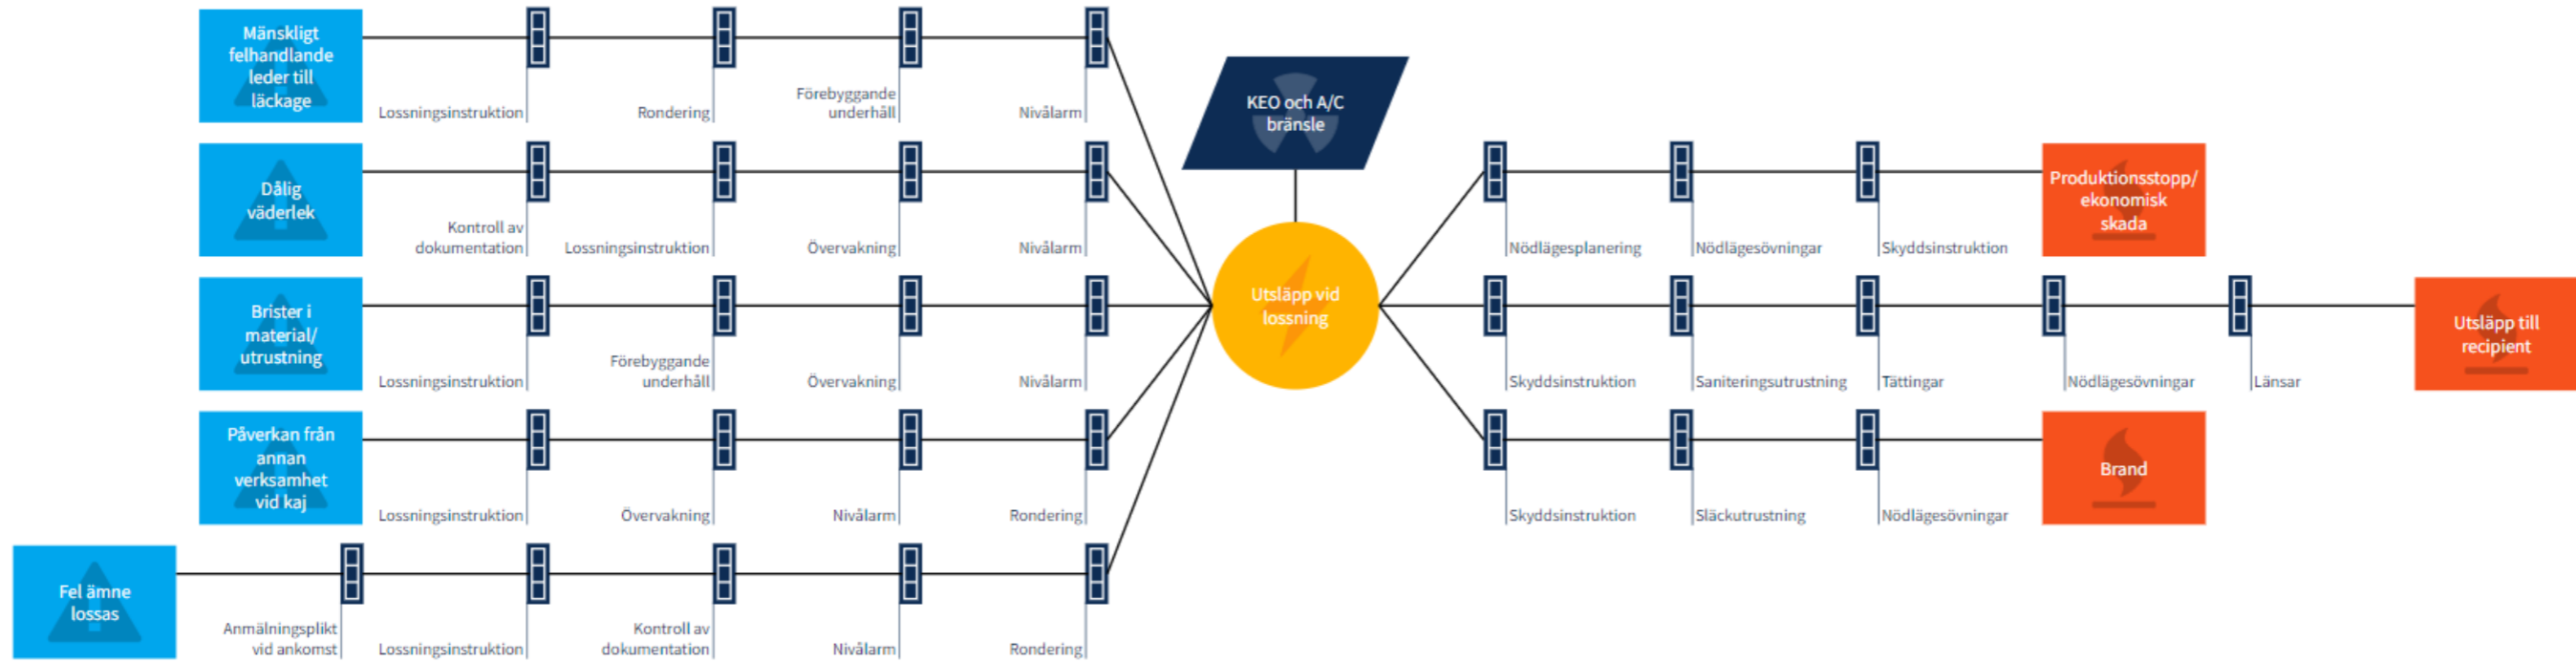 Mänskligt
felhandlande
leder till
läckage
Lossningsinstruktion
Rondering
Förebyggande
underhåll
Nivålarm
Dålig
väderlek
Kontroll av
dokumentation
Lossningsinstruktion
Övervakning
Nivålarm
Brister i
material/
utrustning
Lossningsinstruktion
Förebyggande
underhåll
Övervakning
Nivålarm
Påverkan från
annan
verksamhet
vid kaj
Lossningsinstruktion
Övervakning
Nivålarm
Rondering
Fel ämne
lossas
Anmälningsplikt
vid ankomst
Lossningsinstruktion
Kontroll av
dokumentation
Nivålarm
Rondering
KEO och A/C
bränsle
Utsläpp vid
lossning
Nödlägesplanering
Nödlägesövningar
Skyddsinstruktion
Produktionsstopp/
ekonomisk
skada
Skyddsinstruktion
Saniteringsutrustning
Tättingar
Nödlägesövningar
Länsar
Utsläpp till
recipient
Skyddsinstruktion
Släckutrustning
Nödlägesövningar
Brand